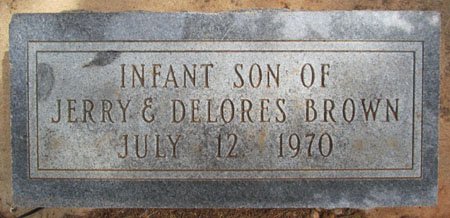 INFANT SON OF
JERRY & DELORES BROWN
JULY 12 1970